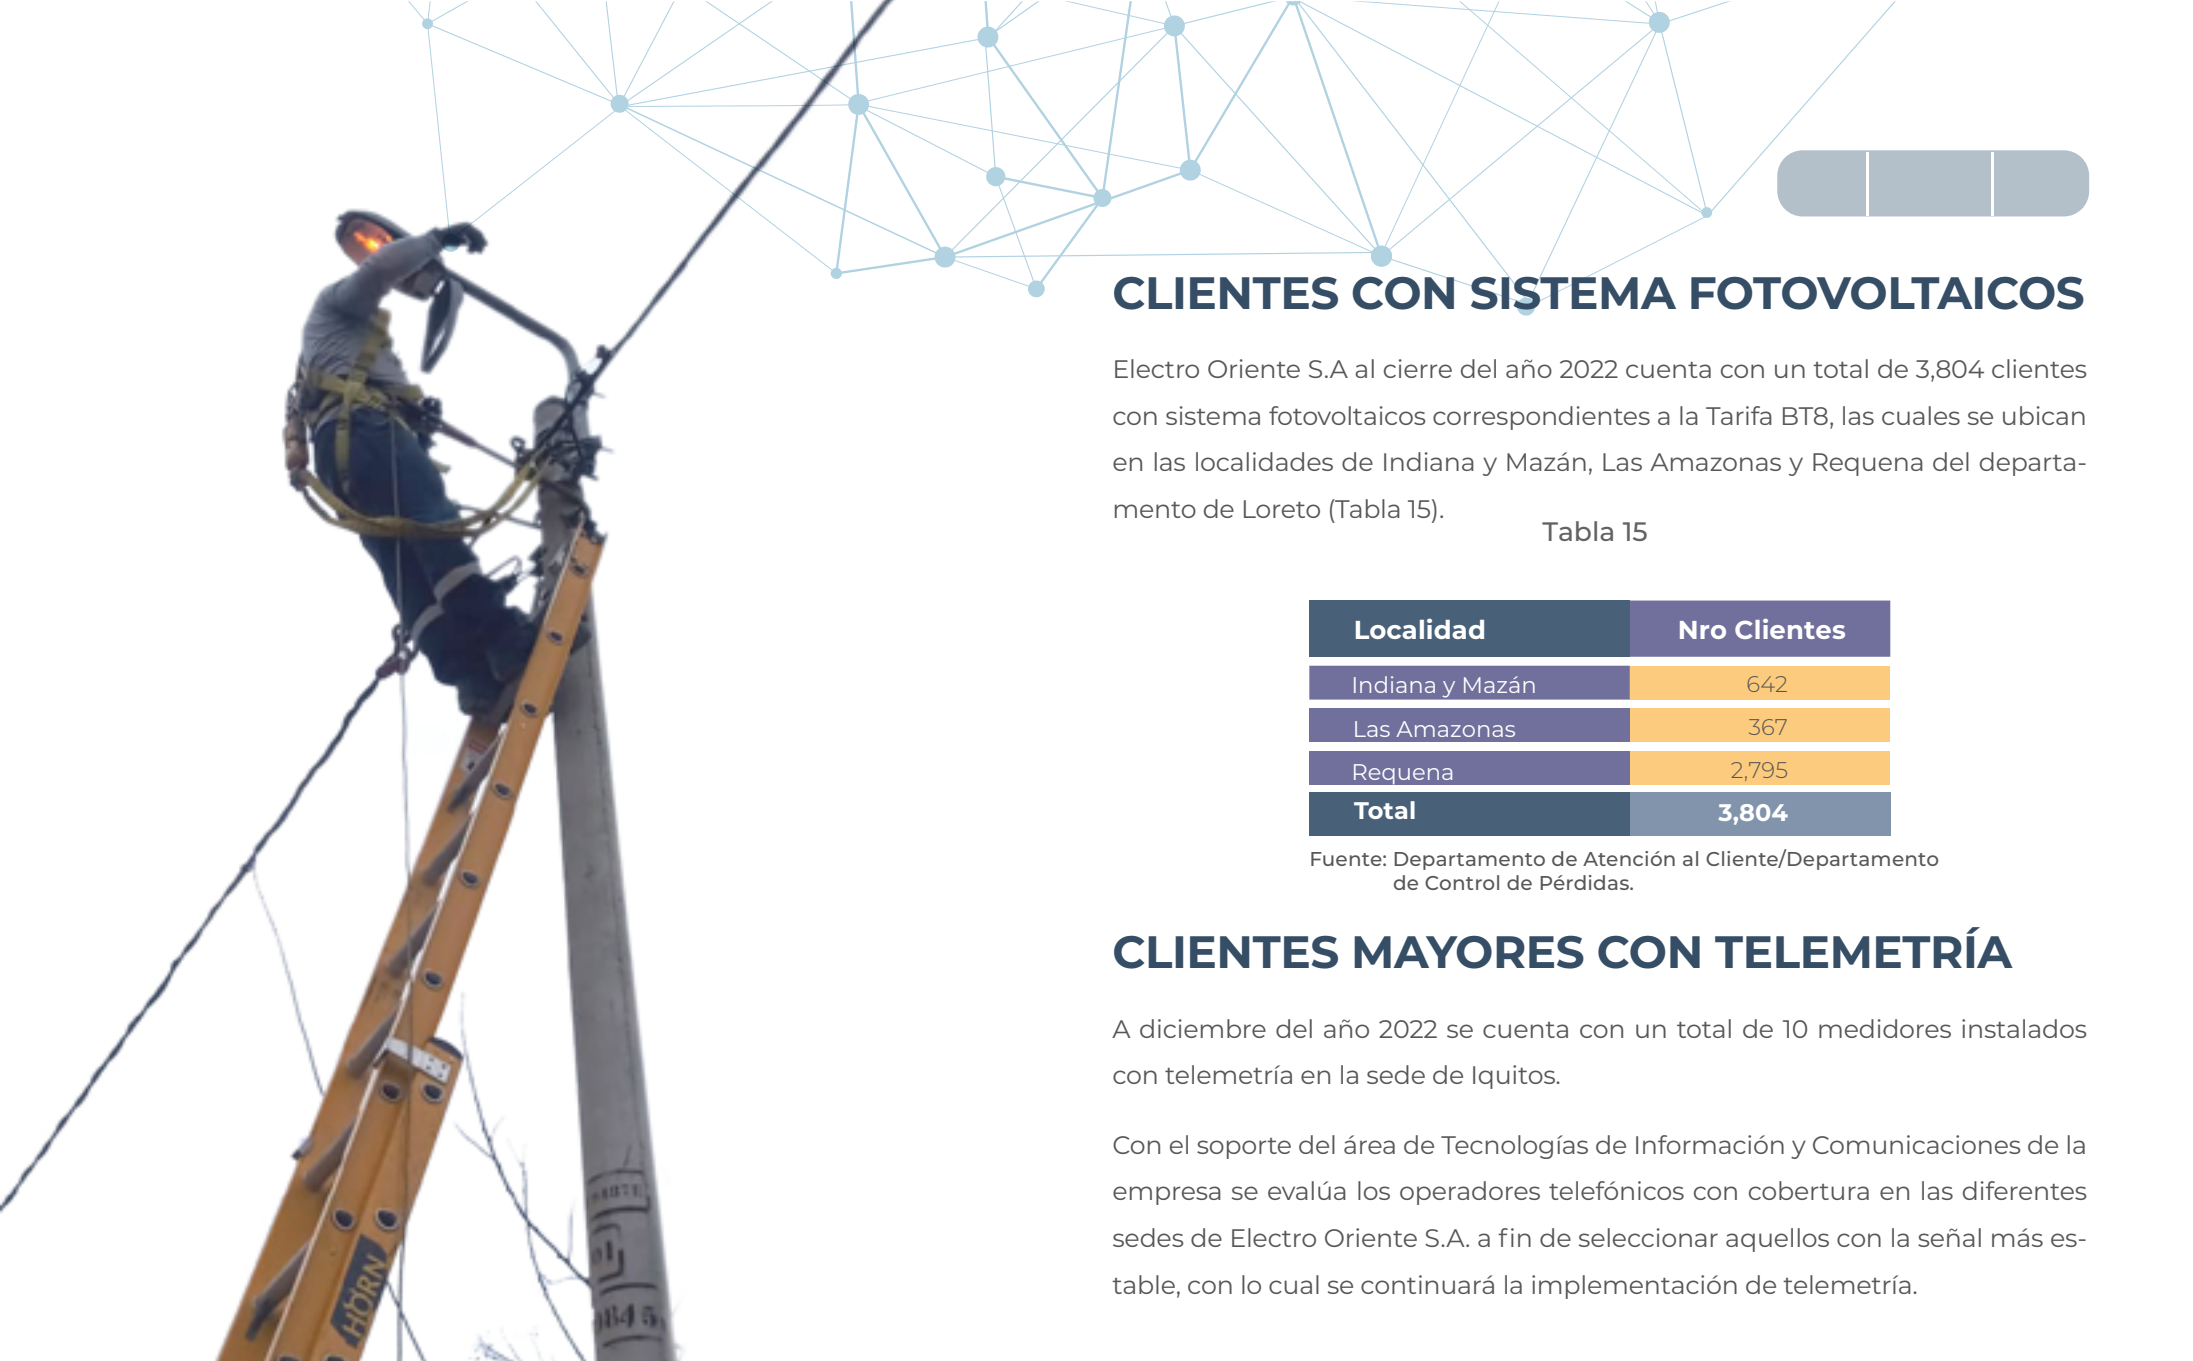 CLIENTES CON SISTEMA FOTOVOLTAICOS
Electro Oriente S.A al cierre del año 2022 cuenta con un total de 3,804 clientes
con sistema fotovoltaicos correspondientes a la Tarifa BT8, las cuales se ubican
en las localidades de Indiana y Mazán, Las Amazonas y Requena del departa-
mento de Loreto (Tabla 15).
Tabla 15
Localidad Nro Clientes
Indiana y Mazán 642
Las Amazonas 367
Requena 2,795
Total 3,804
Fuente: Departamento de Atención al Cliente/Departamento
de Control de Pérdidas.
CLIENTES MAYORES CON TELEMETRÍA
A diciembre del año 2022 se cuenta con un total de 10 medidores instalados
con telemetría en la sede de Iquitos.
Con el soporte del área de Tecnologías de Información y Comunicaciones de la
empresa se evalúa los operadores telefónicos con cobertura en las diferentes
sedes de Electro Oriente S.A. a fin de seleccionar aquellos con la señal más es-
table, con lo cual se continuará la implementación de telemetría.
HÖRN